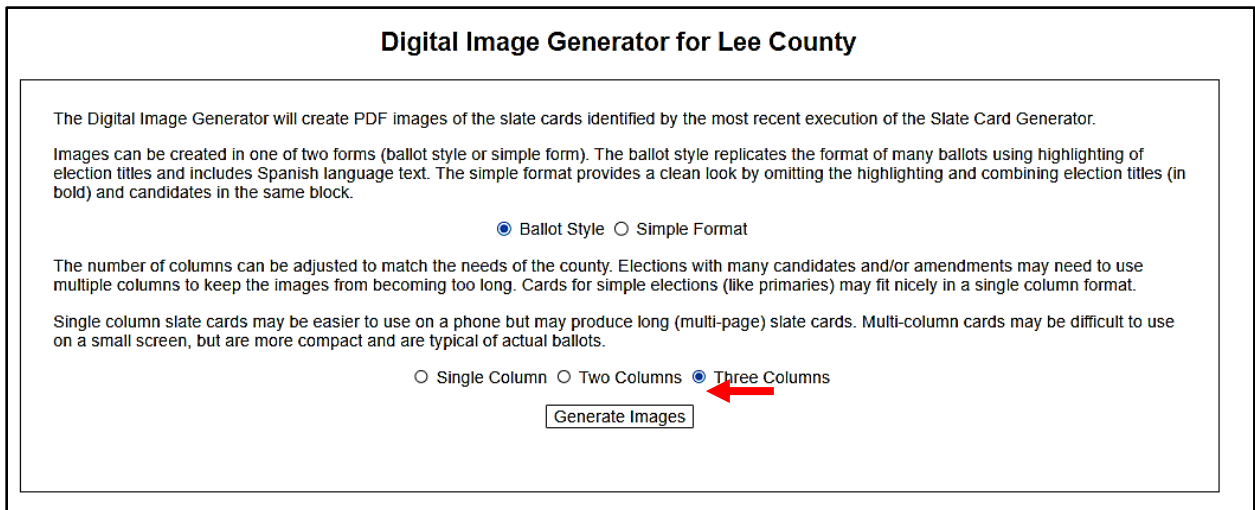 Digital Image Generator for Lee County
The Digital Image Generator will create PDF images of the slate cards identified by the most recent execution of the Slate Card Generator.
Images can be created in one of two forms (ballot style or simple form). The ballot style replicates the format of many ballots using highlighting of
election titles and includes Spanish language text. The simple format provides a clean look by omitting the highlighting and combining election titles (in
bold) and candidates in the same block.
Ballot Style Simple Format
The number of columns can be adjusted to match the needs of the county. Elections with many candidates and/or amendments may need to use
multiple columns to keep the images from becoming too long. Cards for simple elections (like primaries) may fit nicely in a single column format.
Single column slate cards may be easier to use on a phone but may produce long (multi-page) slate cards. Multi-column cards may be difficult to use
on a small screen, but are more compact and are typical of actual ballots.
Single Column Two Columns Three Columns
Generate Images